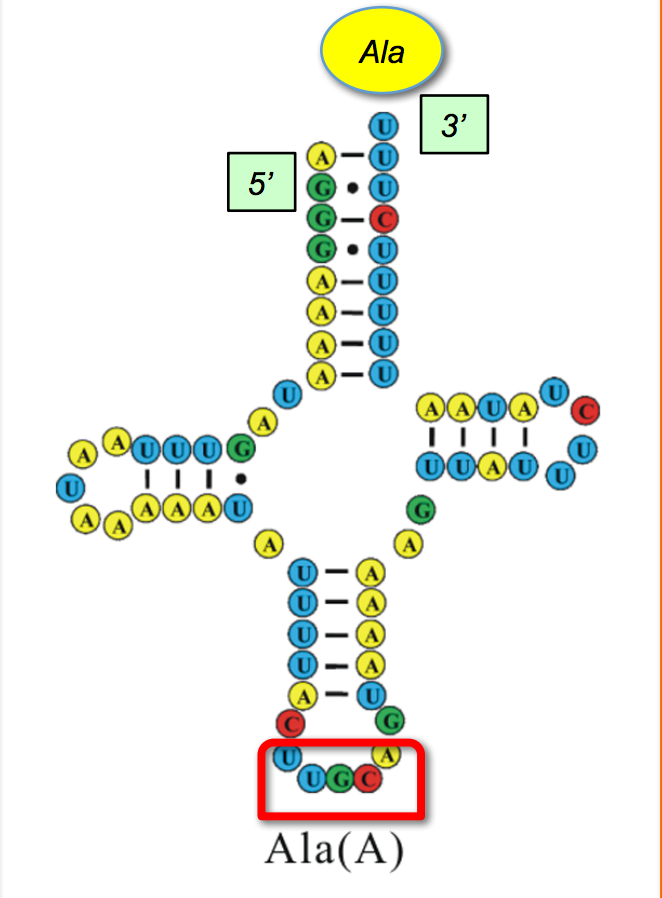 Ala
U 3'
A U
5' G U
G C
G U
A U
A U
A U
A U
U A A U A U C
A
A A U U U G U U A U U U
U
A A A A A U G
A A
U A
U A
U A
U A
A U
C G
U A
U G C
Ala(A)